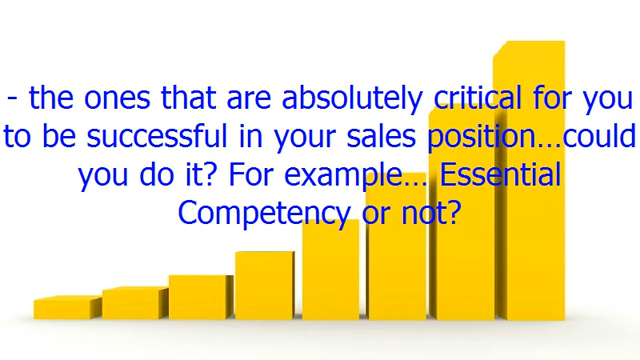 - the ones that are absolutely critical for you
to be successful in your sales position…could
you do it? For example… Essential
Competency or not?